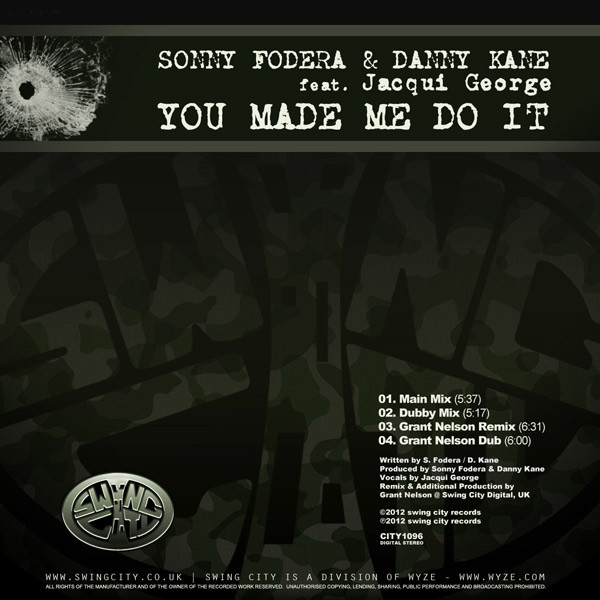 SONNY FODERA & DANNY KANE
feat. Jacqui George
YOU MADE ME DO IT
SWING
CITY
01. Main Mix (5:37)
02. Dubby Mix (5:17)
03. Grant Nelson Remix (6:31)
04. Grant Nelson Dub (6:00)
Written by S. Fodera / D. Kane
Produced by Sonny Fodera & Danny Kane
Vocals by Jacqui George
Remix & Additional Production by
Grant Nelson @ Swing City Digital, UK
©2012 swing city records
℗2012 swing city records
CITY1096
DIGITAL STEREO
SWING
CITY
WWW.SWINGCITY.CO.UK | SWING CITY IS A DIVISION OF WYZE - WWW.WYZE.COM
ALL RIGHTS OF THE MANUFACTURER AND OF THE OWNER OF THE RECORDED WORK RESERVED. UNAUTHORISED COPYING, LENDING, SHARING, PUBLIC PERFORMANCE AND BROADCASTING PROHIBITED.